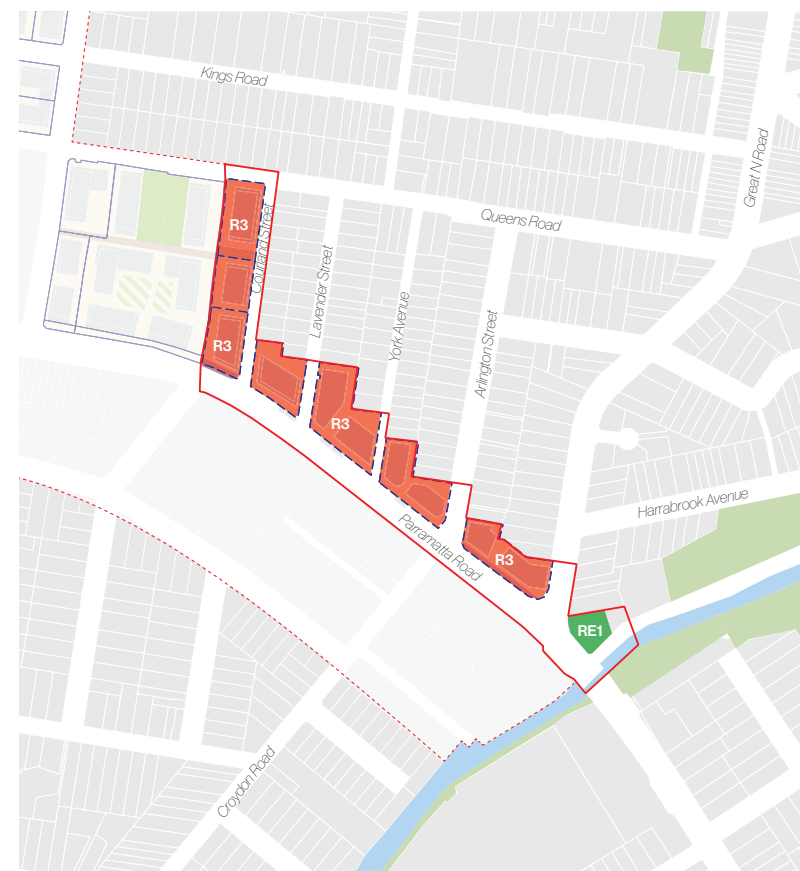 Kings Road
Great N Road
Queens Road
R3
Courland Street
Lavender Street
York Avenue
Arlington Street
R3
R3
Harrabrook Avenue
Parramatta Road
R3
RE1
Croydon Road